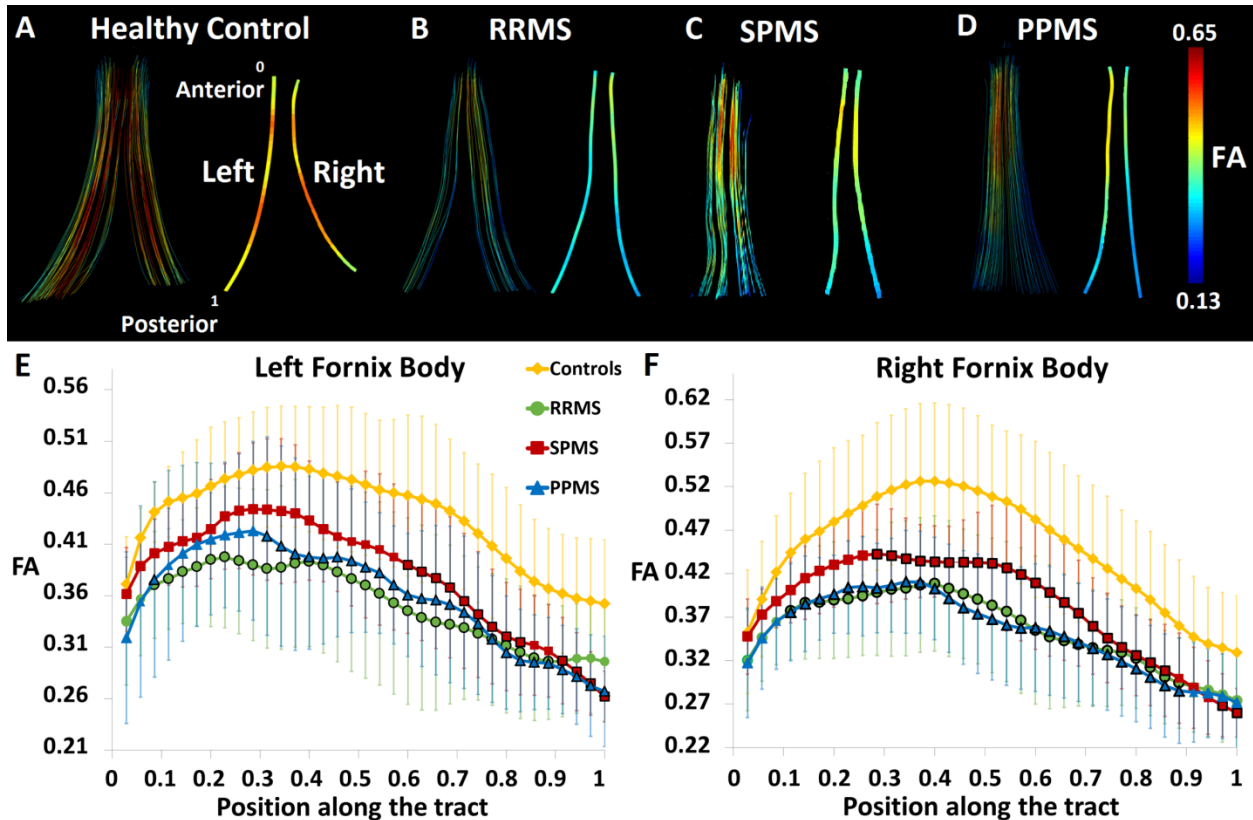 A Healthy Control B RRMS C SPMS D PPMS 0.65
0
Anterior
Left Right FA
1
Posterior 0.13
E Left Fornix Body
0.56
0.51
0.46
0.41
FA
0.36
0.31
0.26
0.21
0 0.1 0.2 0.3 0.4 0.5 0.6 0.7 0.8 0.9 1
Position along the tract
Controls
RRMS
SPMS
PPMS
F Right Fornix Body
0.62
0.57
0.52
0.47
FA
0.42
0.37
0.32
0.27
0.22
0 0.1 0.2 0.3 0.4 0.5 0.6 0.7 0.8 0.9 1
Position along the tract